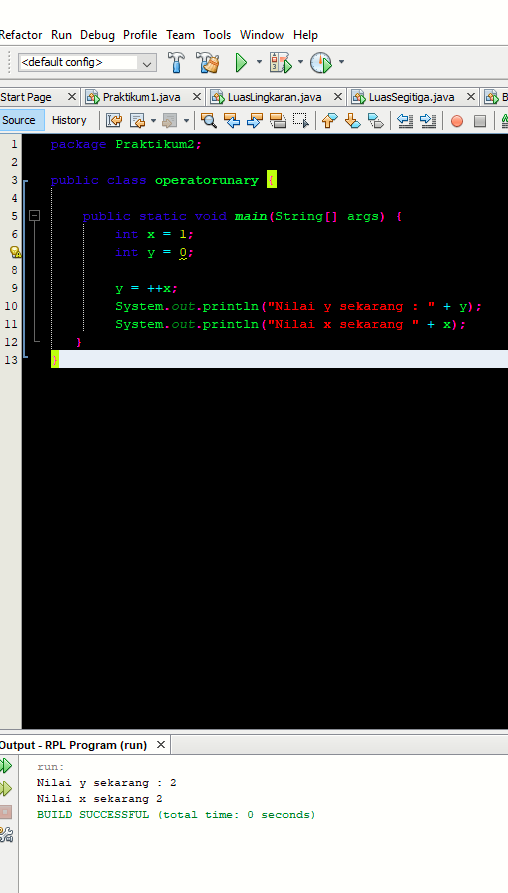 Refactor Run Debug Profile Team Tools Window Help
<default config>
Start Page Praktikum1.java LuasLingkaran.java LuasSegitiga.java B
Source History
1 package Praktikum2;
2
3 public class operatorunary {
4
5 public static void main(String[] args) {
6 int x = 1;
int y = 0;
8
9 y = ++x;
10 System.out.println("Nilai y sekarang : " + y);
11 System.out.println("Nilai x sekarang " + x);
12 }
13 }
Output - RPL Program (run)
run:
Nilai y sekarang : 2
Nilai x sekarang 2
BUILD SUCCESSFUL (total time: 0 seconds)